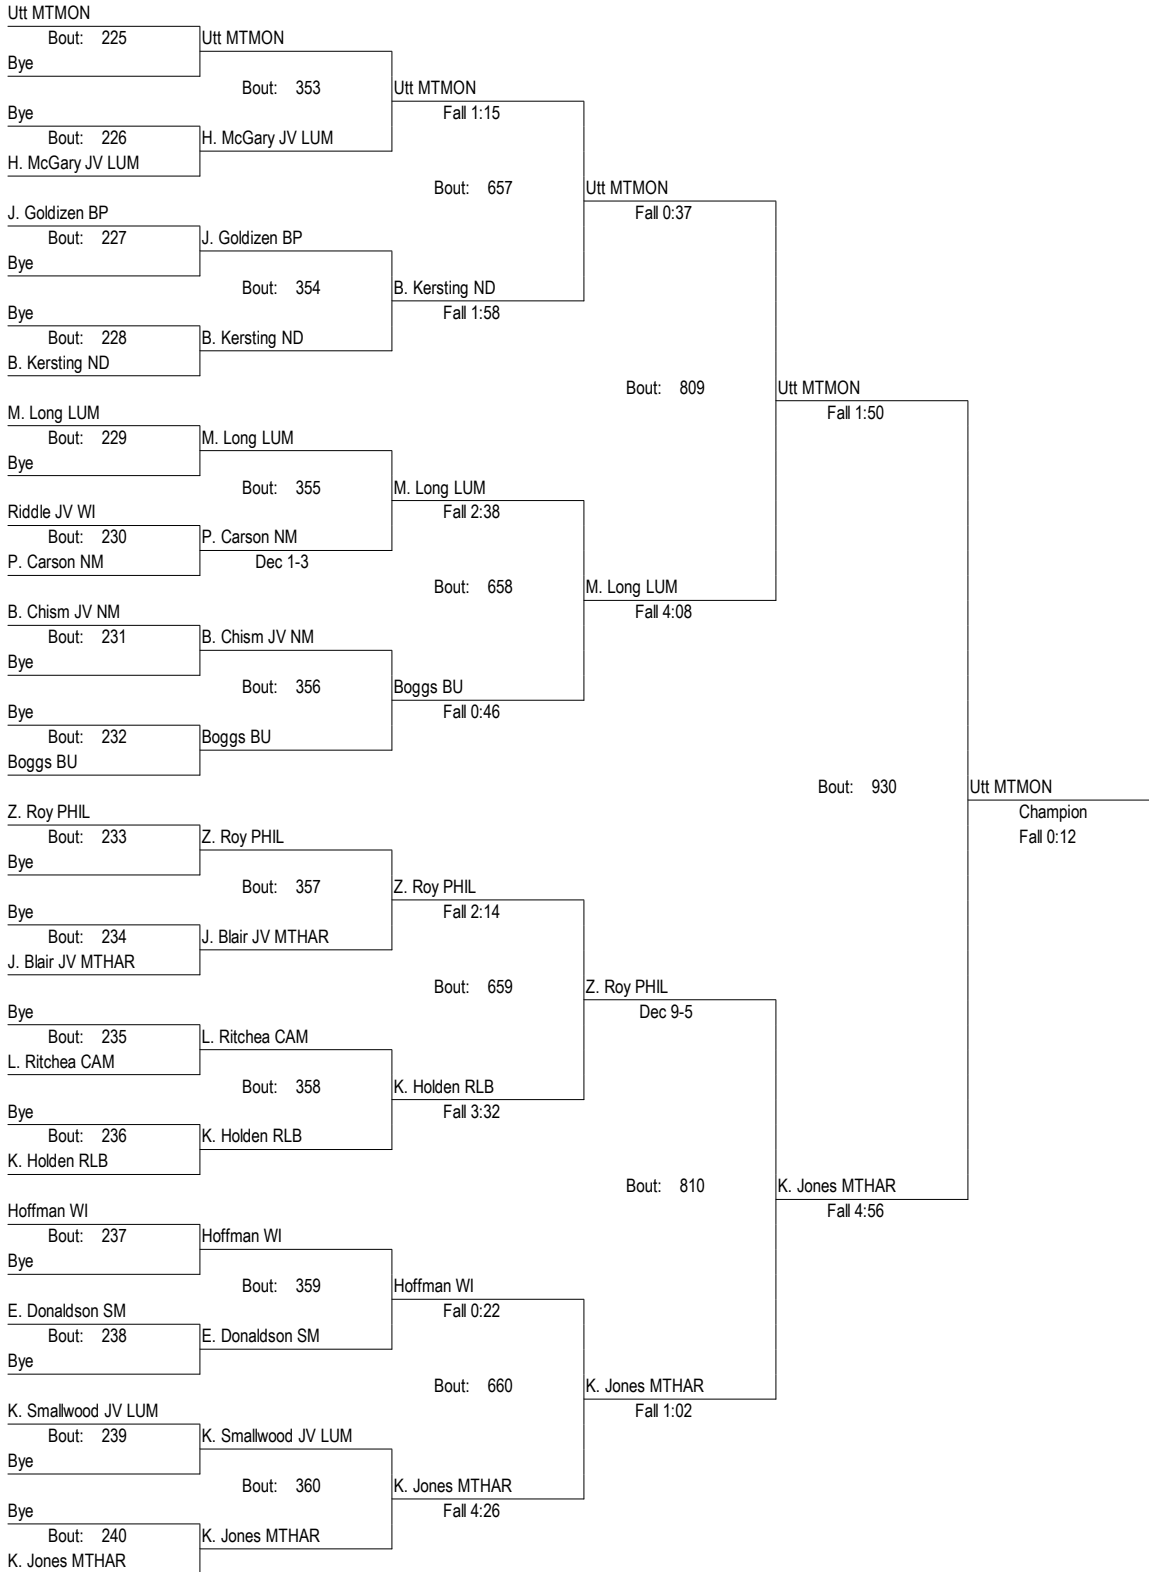 Utt MTMON
Bout: 225 Utt MTMON
Bye
Bout: 353 Utt MTMON
Bye Fall 1:15
Bout: 226 H. McGary JV LUM
H. McGary JV LUM
Bout: 657 Utt MTMON
J. Goldizen BP Fall 0:37
Bout: 227 J. Goldizen BP
Bye
Bout: 354 B. Kersting ND
Bye Fall 1:58
Bout: 228 B. Kersting ND
B. Kersting ND
Bout: 809 Utt MTMON
M. Long LUM Fall 1:50
Bout: 229 M. Long LUM
Bye
Bout: 355 M. Long LUM
Riddle JV WI Fall 2:38
Bout: 230 P. Carson NM
P. Carson NM Dec 1-3
Bout: 658 M. Long LUM
B. Chism JV NM Fall 4:08
Bout: 231 B. Chism JV NM
Bye
Bout: 356 Boggs BU
Bye Fall 0:46
Bout: 232 Boggs BU
Boggs BU
Bout: 930 Utt MTMON
Z. Roy PHIL Champion
Bout: 233 Z. Roy PHIL Fall 0:12
Bye
Bout: 357 Z. Roy PHIL
Bye Fall 2:14
Bout: 234 J. Blair JV MTHAR
J. Blair JV MTHAR
Bout: 659 Z. Roy PHIL
Bye Dec 9-5
Bout: 235 L. Ritchea CAM
L. Ritchea CAM
Bout: 358 K. Holden RLB
Bye Fall 3:32
Bout: 236 K. Holden RLB
K. Holden RLB
Bout: 810 K. Jones MTHAR
Hoffman WI Fall 4:56
Bout: 237 Hoffman WI
Bye
Bout: 359 Hoffman WI
E. Donaldson SM Fall 0:22
Bout: 238 E. Donaldson SM
Bye
Bout: 660 K. Jones MTHAR
K. Smallwood JV LUM Fall 1:02
Bout: 239 K. Smallwood JV LUM
Bye
Bout: 360 K. Jones MTHAR
Bye Fall 4:26
Bout: 240 K. Jones MTHAR
K. Jones MTHAR